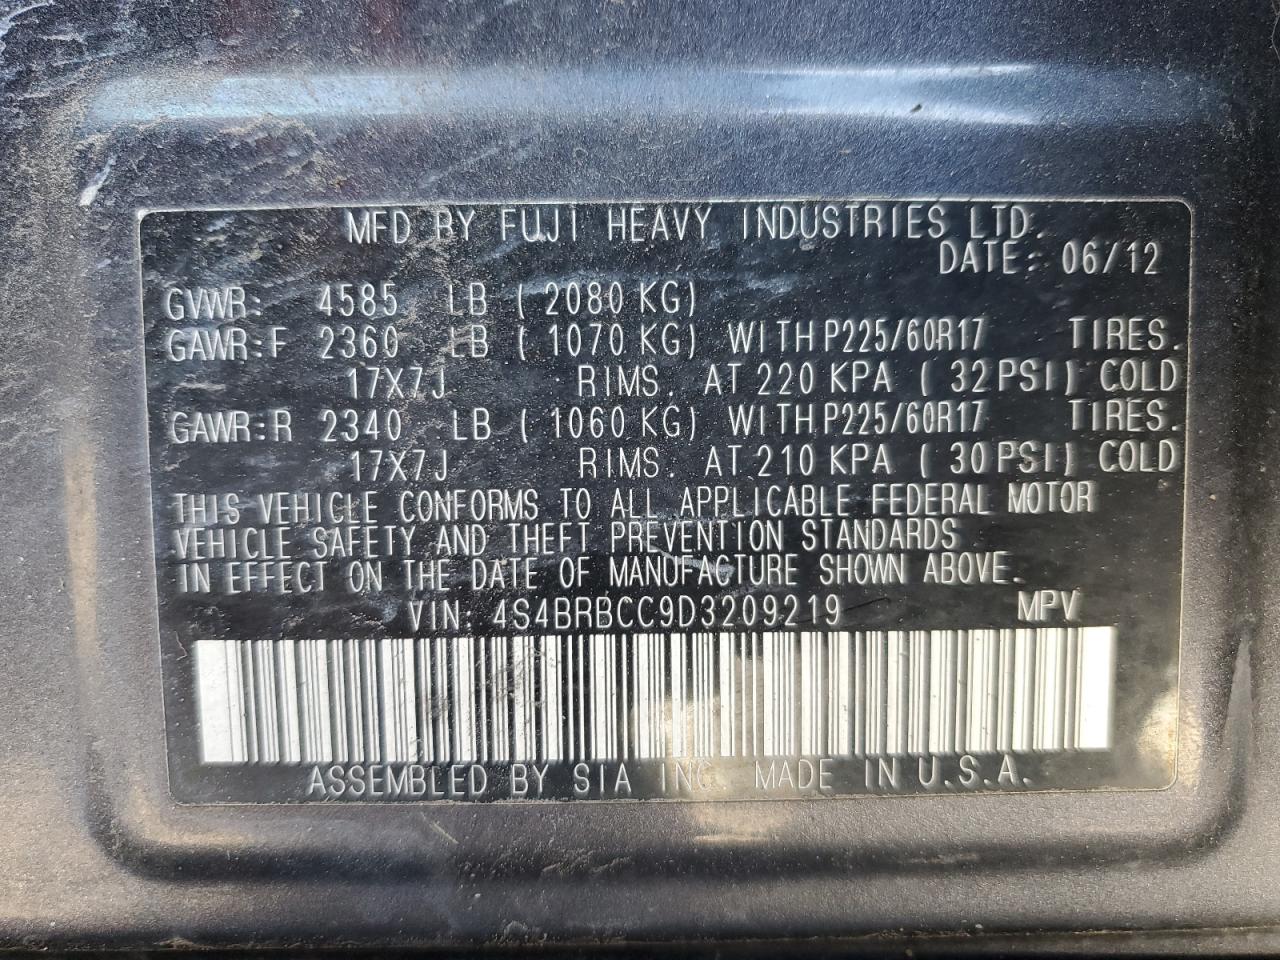 MFD BY FUJI HEAVY INDUSTRIES LTD.
DATE: 06/12
GVWR: 4585 LB ( 2080 KG)
GAWR:F 2360 LB ( 1070 KG) WITH P225/60R17 TIRES.
17X7J RIMS. AT 220 KPA ( 32 PSI) COLD
GAWR:R 2340 LB ( 1060 KG) WITH P225/60R17 TIRES.
17X7J RIMS. AT 210 KPA ( 30 PSI) COLD
THIS VEHICLE CONFORMS TO ALL APPLICABLE FEDERAL MOTOR
VEHICLE SAFETY AND THEFT PREVENTION STANDARDS
IN EFFECT ON THE DATE OF MANUFACTURE SHOWN ABOVE.
VIN: 4S4BRBCC9D3209219 MPV
ASSEMBLED BY SIA INC. MADE IN U.S.A.